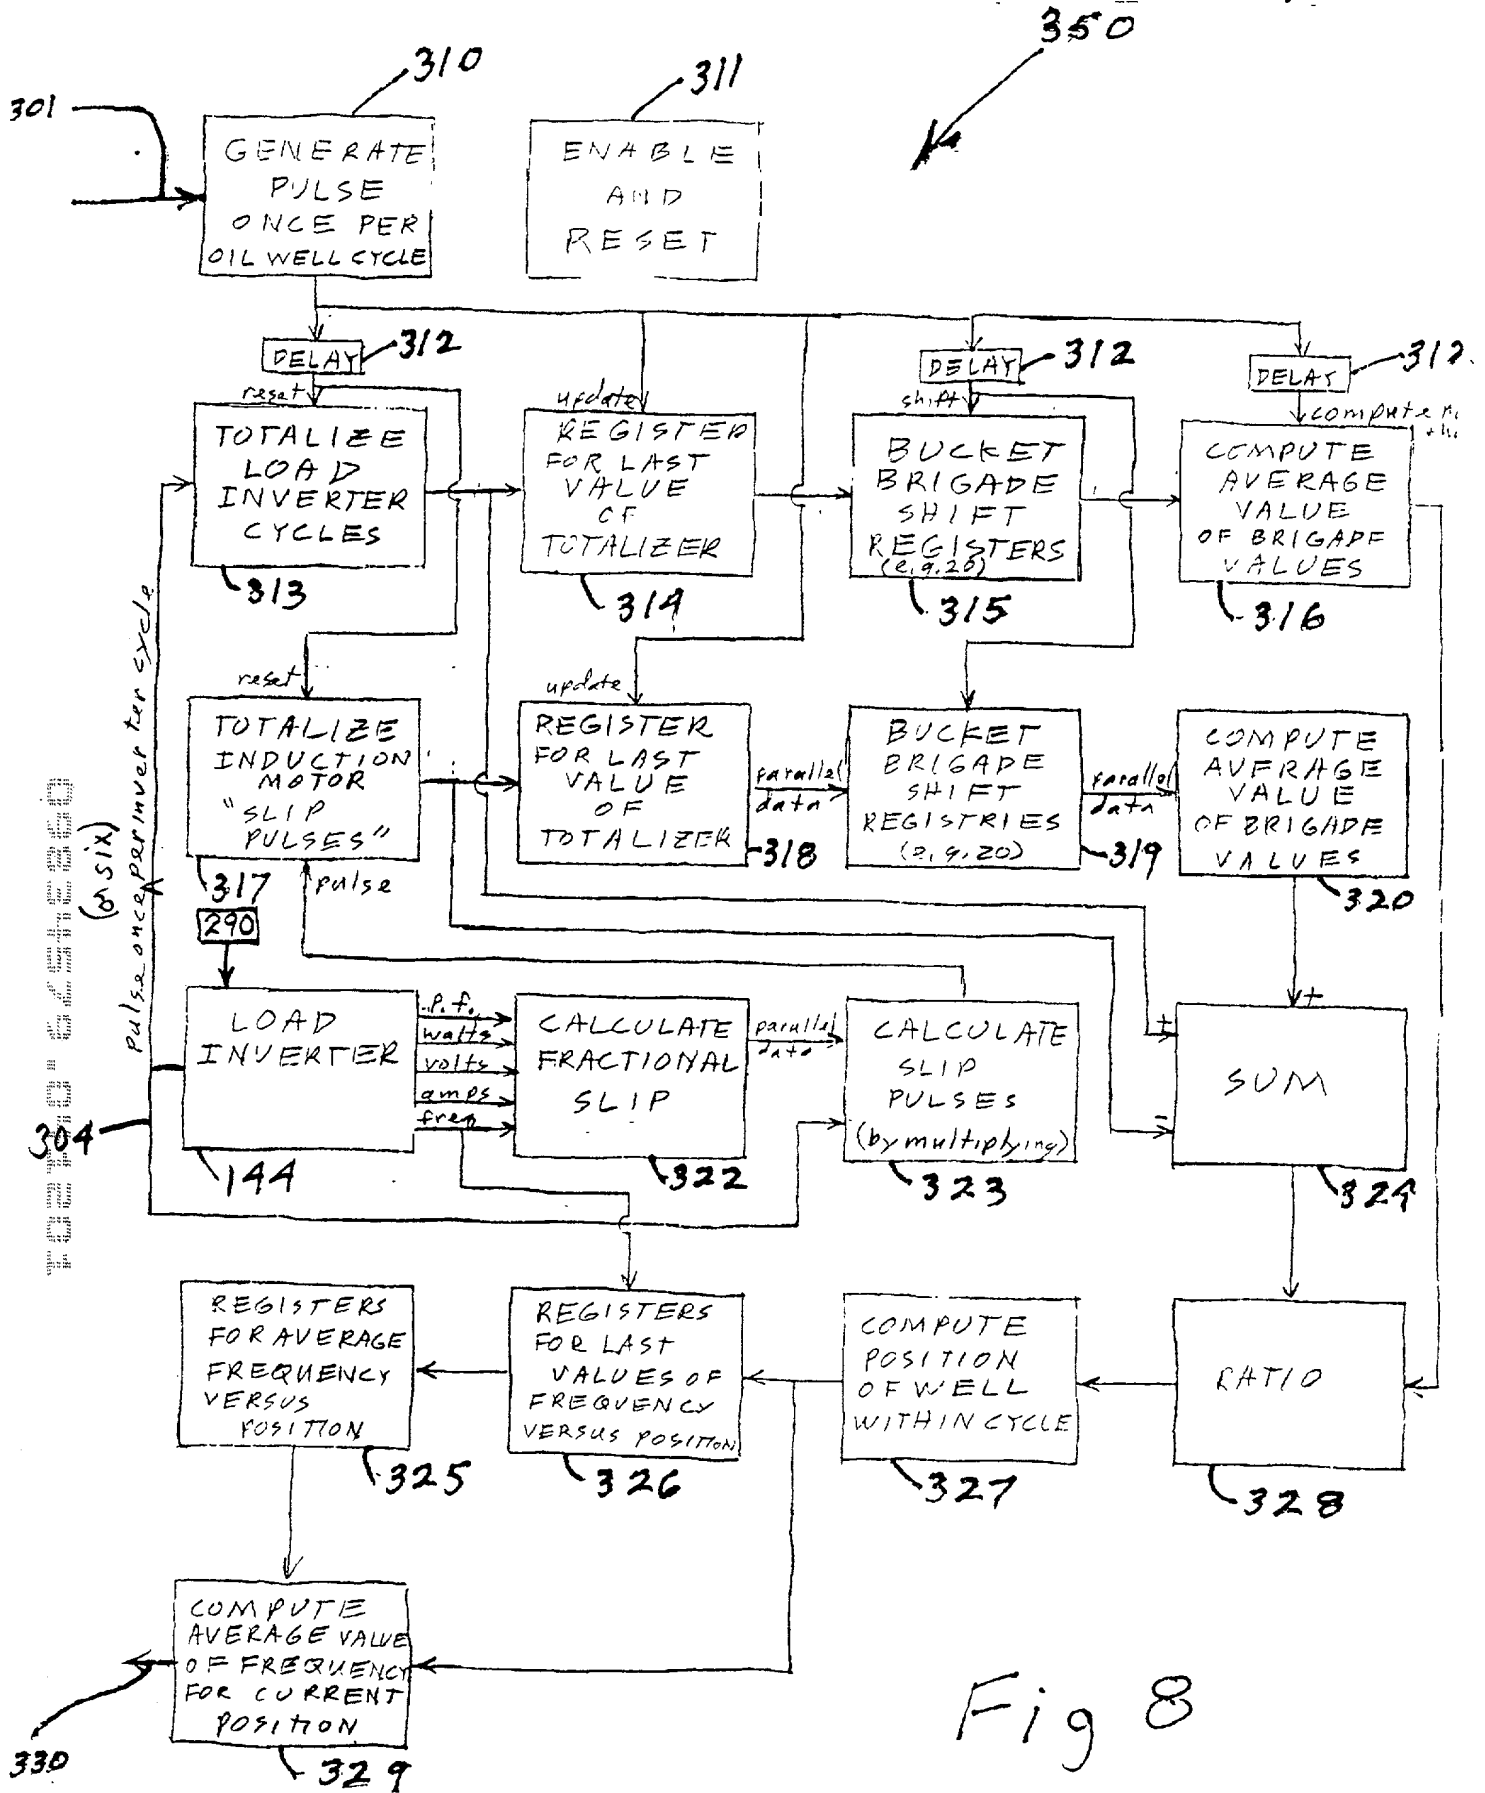 350
310
311
301
GENERATE
PULSE
ONCE PER
OIL WELL CYCLE
ENABLE
AND
RESET
DELAY
312
DELAY
312
DELAY
312
reset
update
shift
compute
TOTALIZE
LOAD
INVERTER
CYCLES
313
REGISTER
FOR LAST
VALUE
OF
TOTALIZER
314
BUCKET
BRIGADE
SHIFT
REGISTERS
(e.g. 20)
315
COMPUTE
AVERAGE
VALUE
OF BRIGADE
VALUES
316
reset
update
TOTALIZE
INDUCTION
MOTOR
"SLIP
PULSES"
317
pulse
REGISTER
FOR LAST
VALUE
OF
TOTALIZER
318
parallel
data
BUCKET
BRIGADE
SHIFT
REGISTRIES
(e.g. 20)
319
parallel
data
COMPUTE
AVERAGE
VALUE
OF BRIGADE
VALUES
320
pulse once per inverter cycle
(or six)
290
LOAD
INVERTER
144
304
p.f.
watts
volts
amps
freq
CALCULATE
FRACTIONAL
SLIP
322
parallel
data
CALCULATE
SLIP
PULSES
(by multiplying)
323
+
+
-
SUM
324
REGISTERS
FOR AVERAGE
FREQUENCY
VERSUS
POSITION
325
REGISTERS
FOR LAST
VALUES OF
FREQUENCY
VERSUS POSITION
326
COMPUTE
POSITION
OF WELL
WITHIN CYCLE
327
RATIO
328
COMPUTE
AVERAGE VALUE
OF FREQUENCY
FOR CURRENT
POSITION
329
330
Fig 8